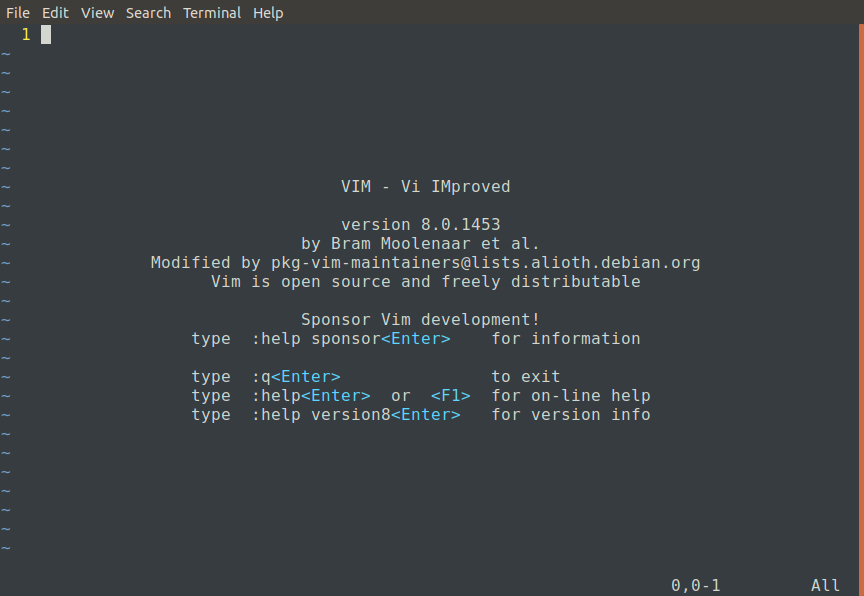 File Edit View Search Terminal Help
1
~
~
~
~
~
~
~
~ VIM - Vi IMproved
~
~ version 8.0.1453
~ by Bram Moolenaar et al.
~ Modified by pkg-vim-maintainers@lists.alioth.debian.org
~ Vim is open source and freely distributable
~
~ Sponsor Vim development!
~ type :help sponsor<Enter> for information
~
~ type :q<Enter> to exit
~ type :help<Enter> or <F1> for on-line help
~ type :help version8<Enter> for version info
~
~
~
~
~
~
~
0,0-1 All